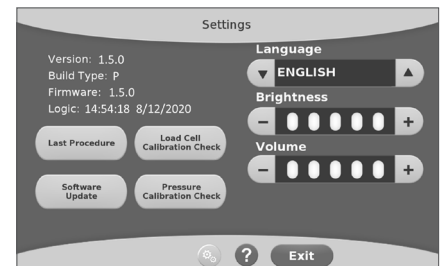 Settings
Version: 1.5.0
Build Type: P
Firmware: 1.5.0
Logic: 14:54:18 8/12/2020
Last Procedure
Load Cell
Calibration Check
Software
Update
Pressure
Calibration Check
Language
▼ ENGLISH ▲
Brightness
- +
Volume
- +
? Exit